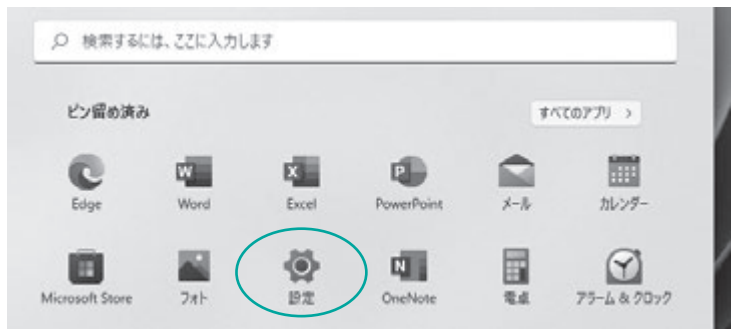 検索するには、ここに入力します
ピン留め済み
すべてのアプリ >
Edge
Word
Excel
PowerPoint
メール
カレンダー
Microsoft Store
フォト
設定
OneNote
電卓
アラーム & クロック